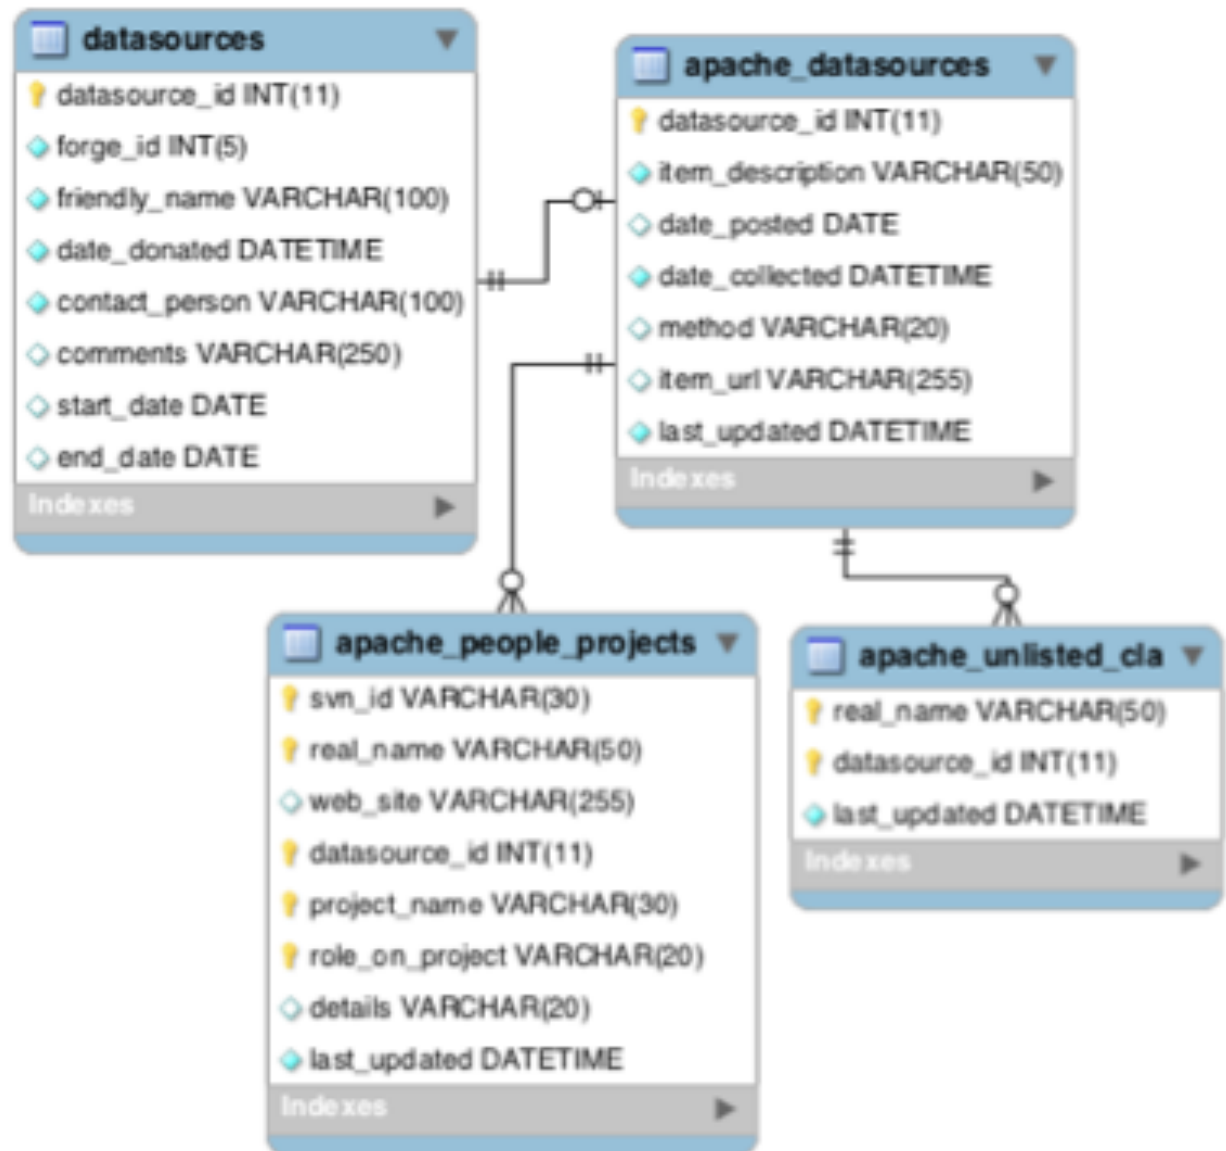 datasources
datasource_id INT(11)
forge_id INT(5)
friendly_name VARCHAR(100)
date_donated DATETIME
contact_person VARCHAR(100)
comments VARCHAR(250)
start_date DATE
end_date DATE
Indexes
apache_datasources
datasource_id INT(11)
item_description VARCHAR(50)
date_posted DATE
date_collected DATETIME
method VARCHAR(20)
item_url VARCHAR(255)
last_updated DATETIME
Indexes
apache_people_projects
svn_id VARCHAR(30)
real_name VARCHAR(50)
web_site VARCHAR(255)
datasource_id INT(11)
project_name VARCHAR(30)
role_on_project VARCHAR(20)
details VARCHAR(20)
last_updated DATETIME
Indexes
apache_unlisted_cla
real_name VARCHAR(50)
datasource_id INT(11)
last_updated DATETIME
Indexes